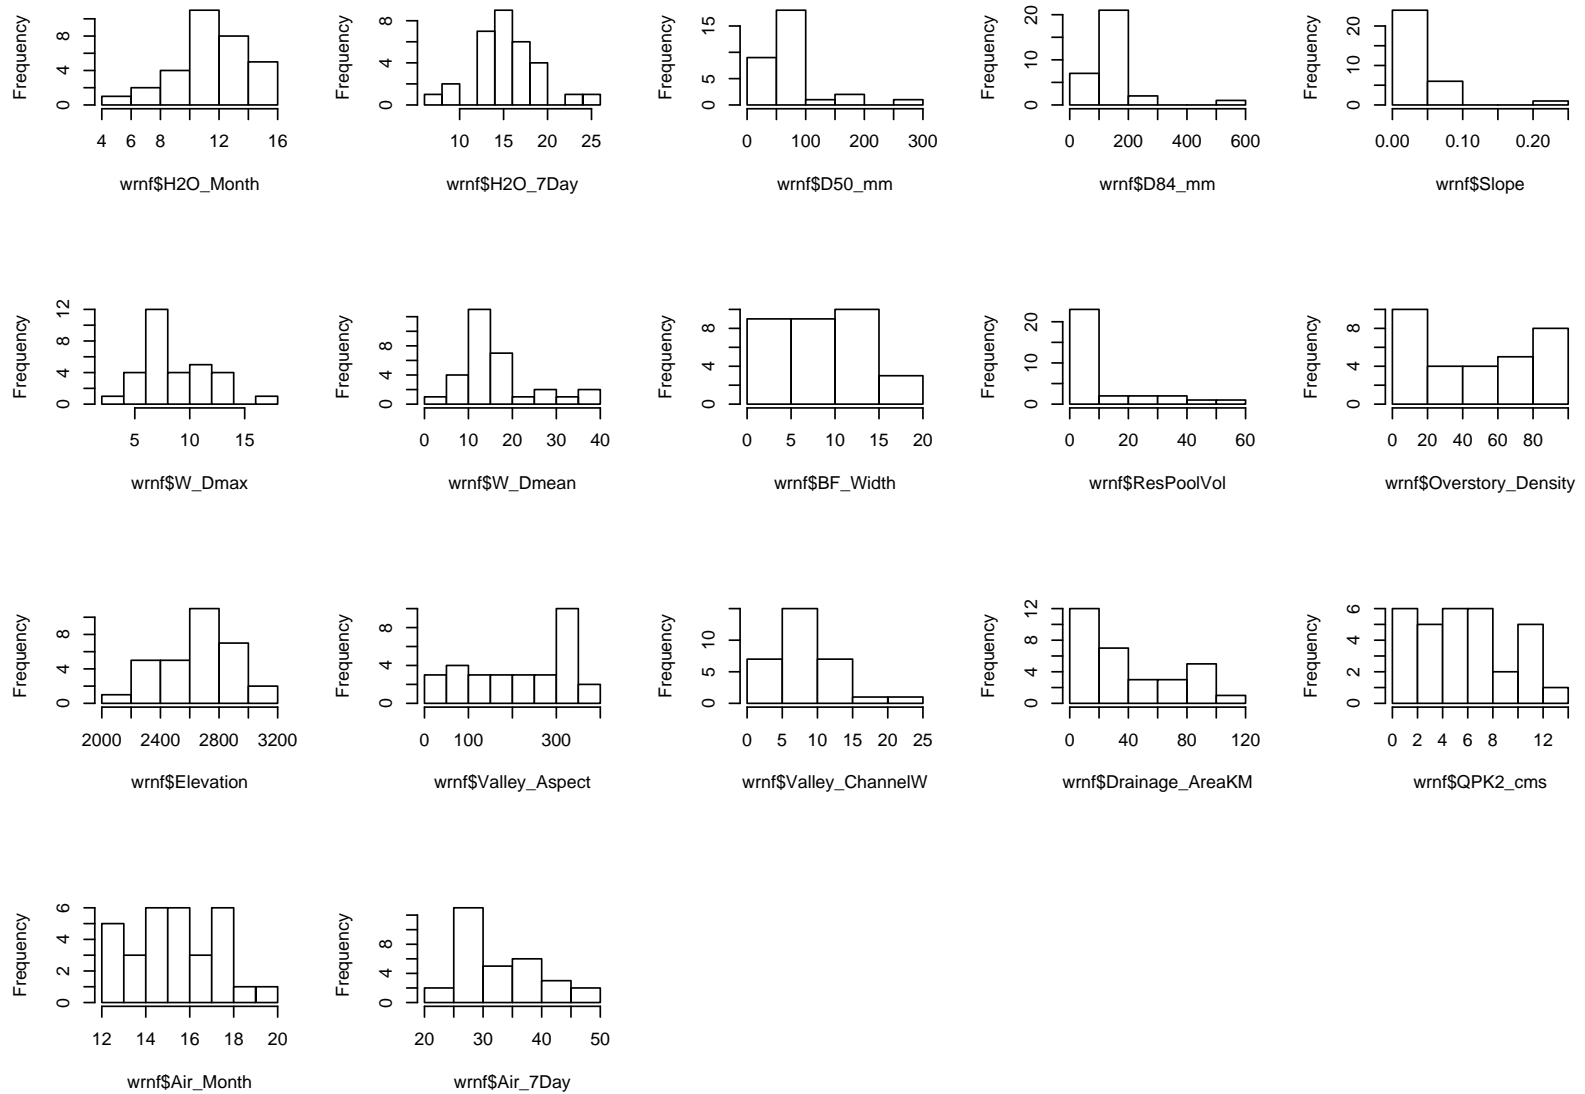 Frequency
0 4 8
4 6 8 12 16
wrnf$H2O_Month
Frequency
0 4 8
10 15 20 25
wrnf$H2O_7Day
Frequency
0 5 15
0 100 200 300
wrnf$D50_mm
Frequency
0 10 20
0 200 400 600
wrnf$D84_mm
Frequency
0 10 20
0.00 0.10 0.20
wrnf$Slope
Frequency
0 4 8 12
5 10 15
wrnf$W_Dmax
Frequency
0 4 8
0 10 20 30 40
wrnf$W_Dmean
Frequency
0 4 8
0 5 10 15 20
wrnf$BF_Width
Frequency
0 10 20
0 20 40 60
wrnf$ResPoolVol
Frequency
0 4 8
0 20 40 60 80
wrnf$Overstory_Density
Frequency
0 4 8
2000 2400 2800 3200
wrnf$Elevation
Frequency
0 4 8
0 100 300
wrnf$Valley_Aspect
Frequency
0 5 10
0 5 10 15 20 25
wrnf$Valley_ChannelW
Frequency
0 4 8 12
0 40 80 120
wrnf$Drainage_AreaKM
Frequency
0 2 4 6
0 2 4 6 8 12
wrnf$QPK2_cms
Frequency
0 2 4 6
12 14 16 18 20
wrnf$Air_Month
Frequency
0 4 8
20 30 40 50
wrnf$Air_7Day